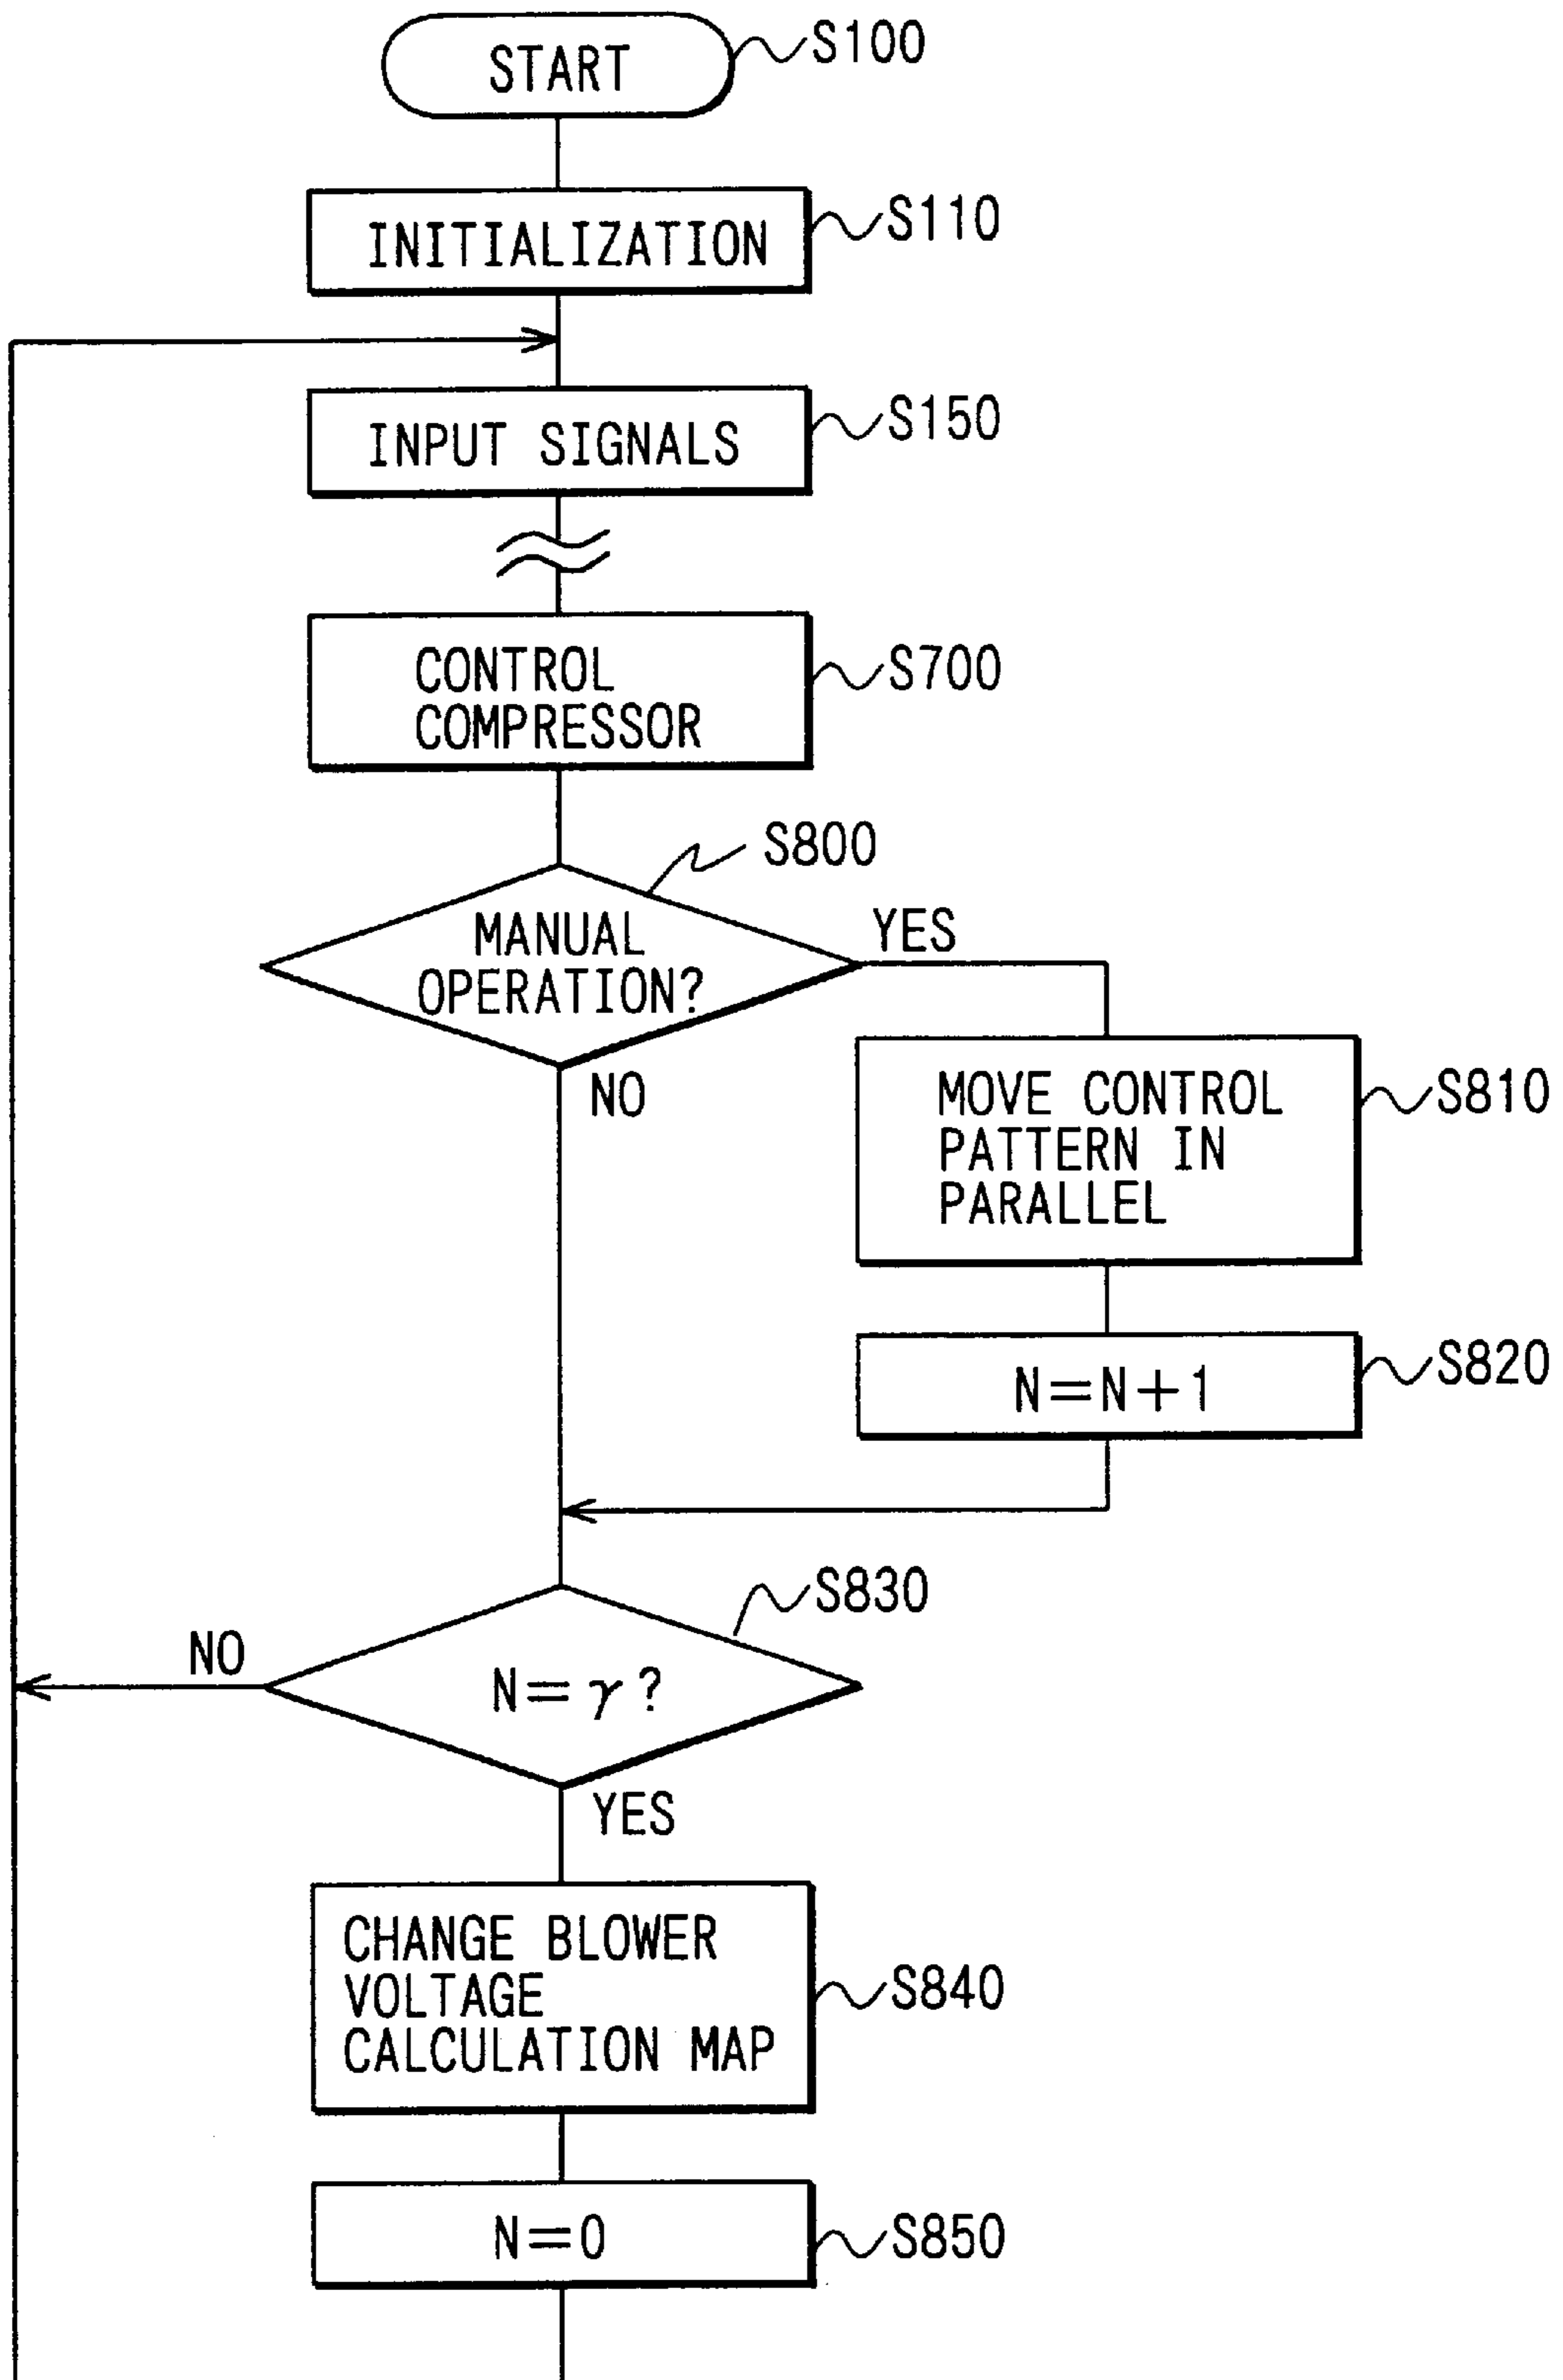 START
S100
INITIALIZATION
S110
INPUT SIGNALS
S150
CONTROL
COMPRESSOR
S700
S800
MANUAL
OPERATION?
YES
NO
MOVE CONTROL
PATTERN IN
PARALLEL
S810
N=N+1
S820
S830
N=γ?
NO
YES
CHANGE BLOWER
VOLTAGE
CALCULATION MAP
S840
N=0
S850